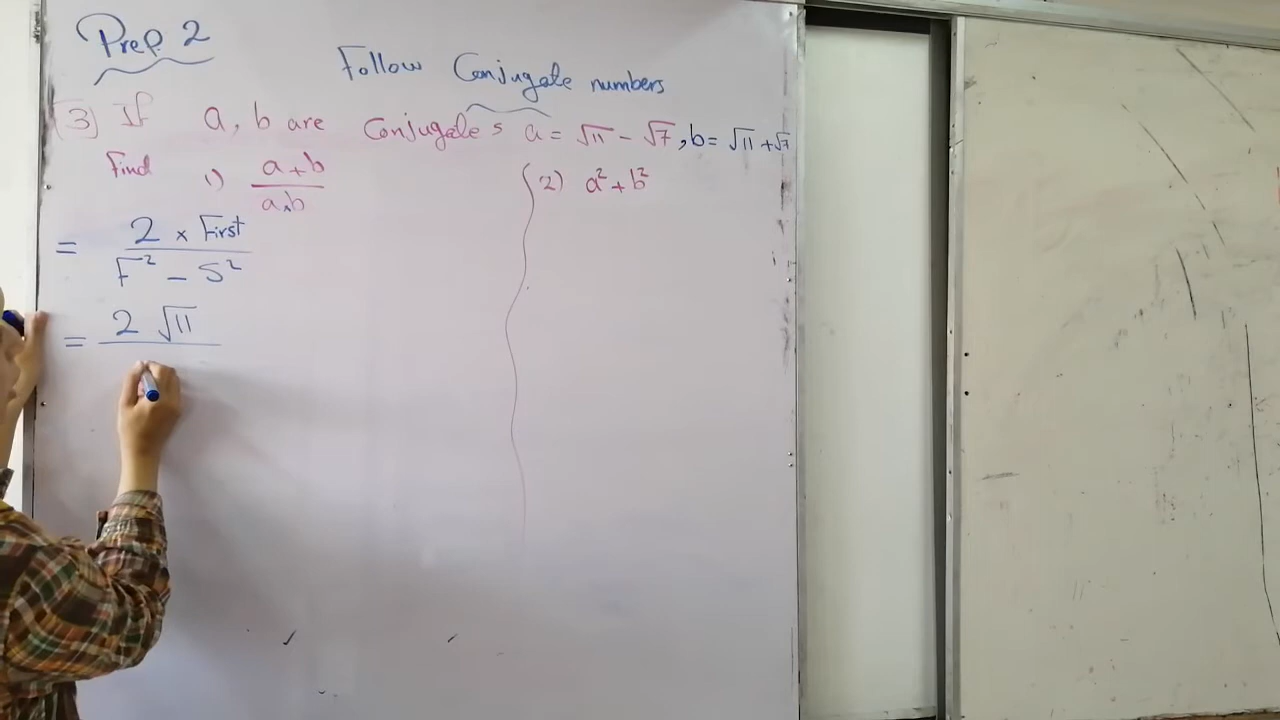 Prep 2
Follow Conjugate numbers
(3) If a, b are Conjugates a = √11 − √7, b = √11 + √7
Find 1) a+b / a,b
2) a² + b²
= 2 × First / F² − S²
= 2 √11